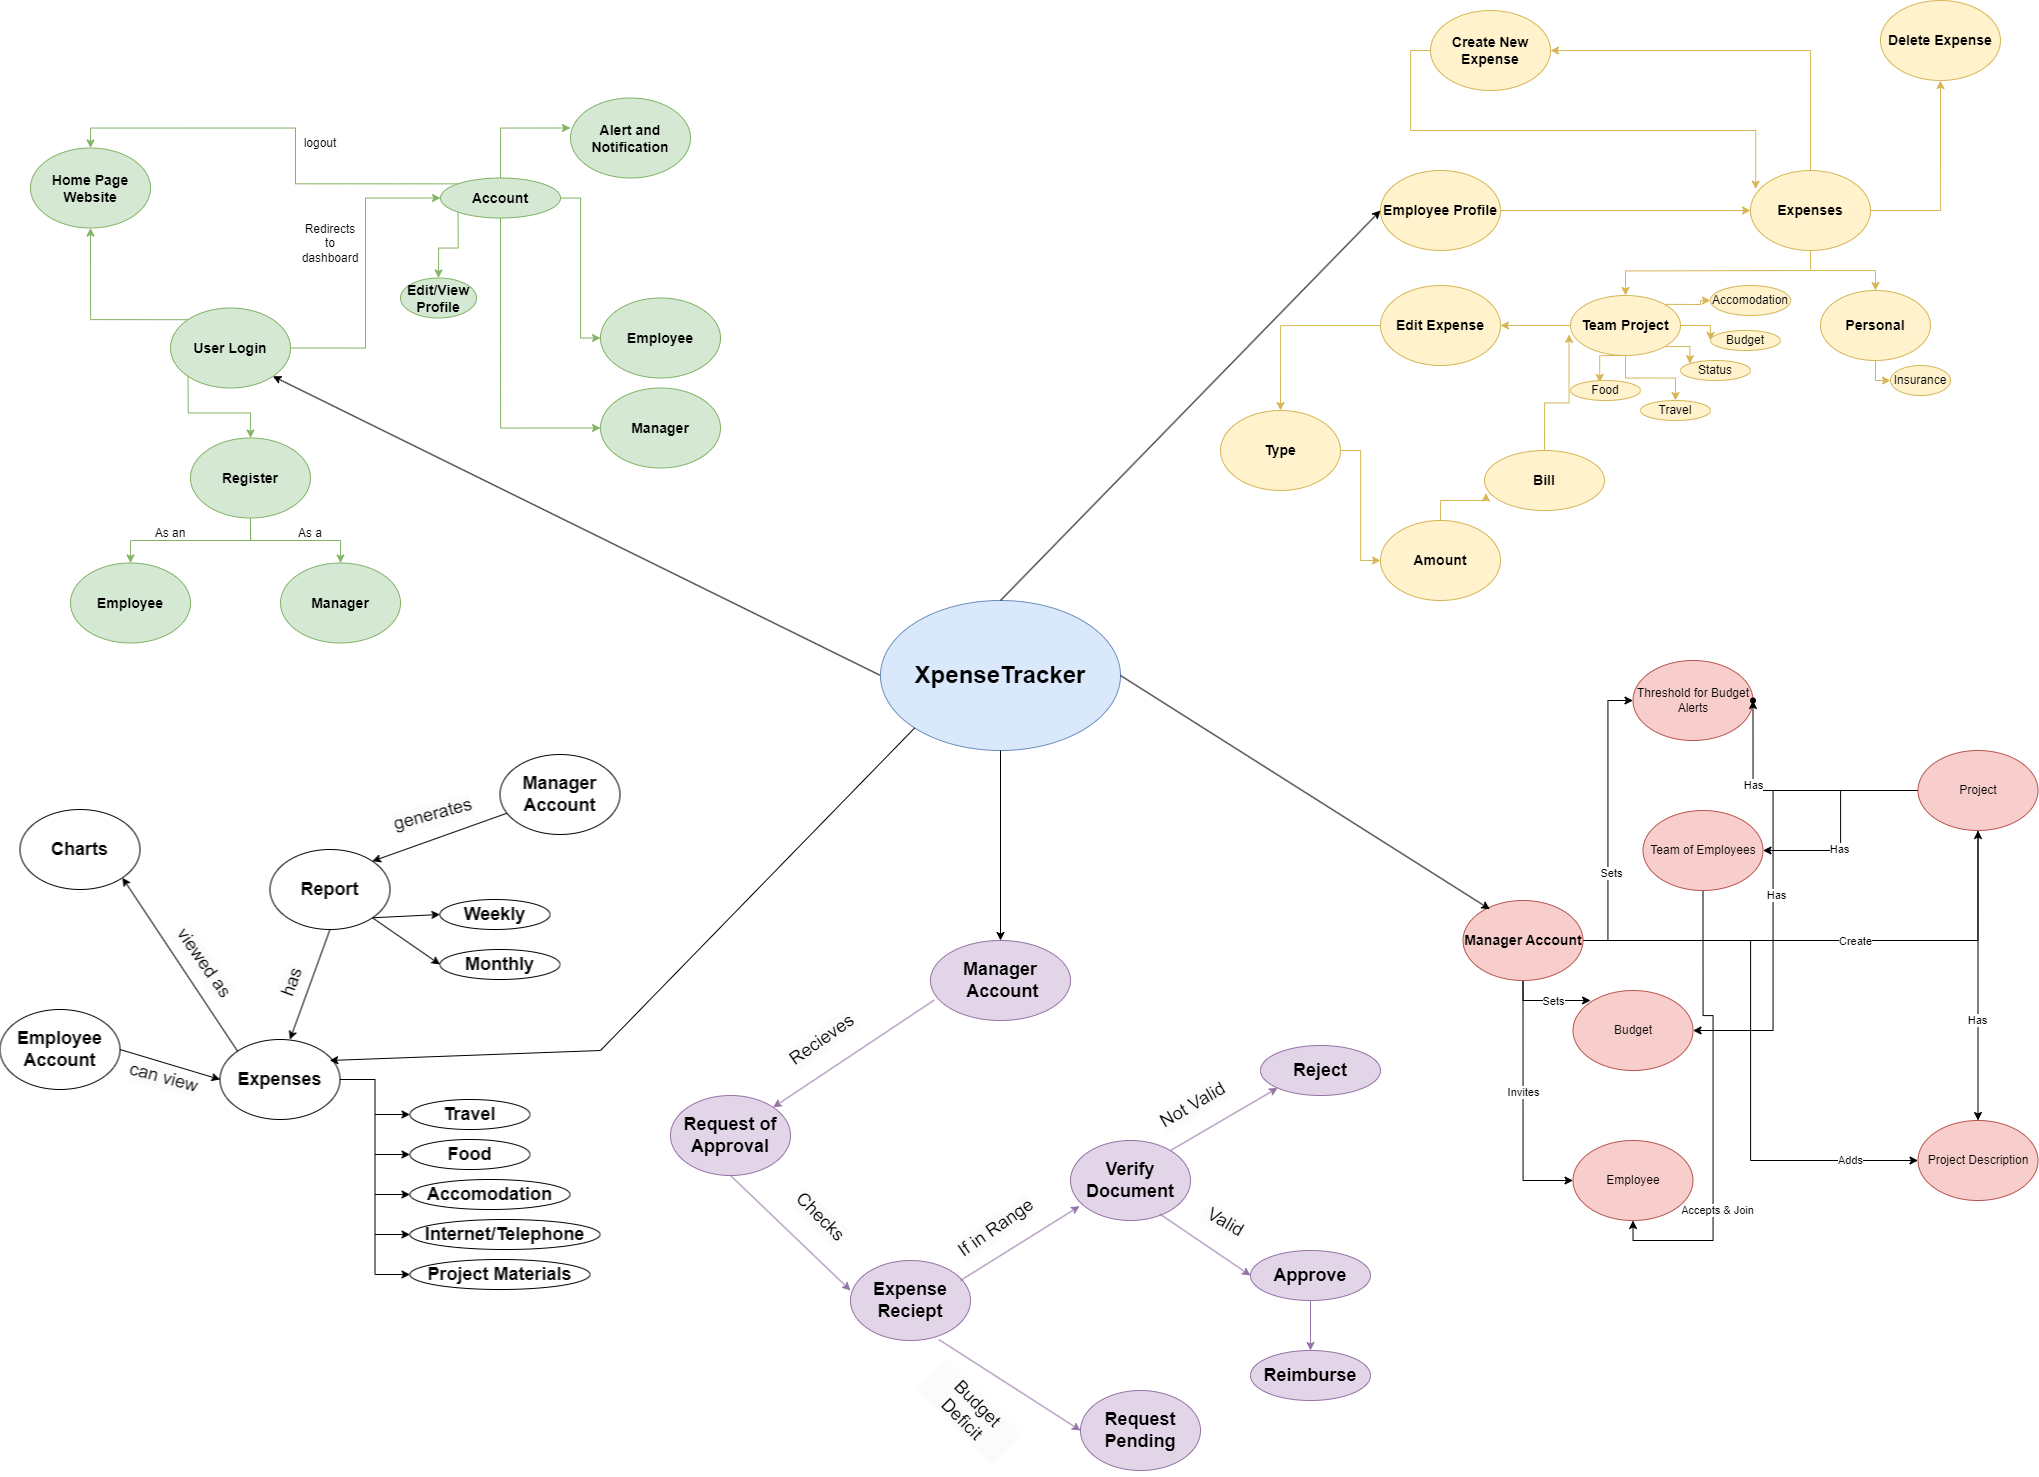 Create New
Expense
Delete Expense
Alert and
Notification
logout
Home Page
Website
Account
Redirects
to
dashboard
Edit/View
Profile
User Login
Employee
Manager
Register
As an
As a
Employee
Manager
Employee Profile
Expenses
Edit Expense
Team Project
Accomodation
Budget
Status
Food
Travel
Personal
Insurance
Type
Bill
Amount
XpenseTracker
Threshold for Budget
Alerts
Has
Project
Team of Employees
Has
Sets
Has
Manager Account
Create
Sets
Budget
Has
Invites
Employee
Adds
Project Description
Accepts & Join
Manager
Account
generates
Charts
Report
Weekly
Monthly
viewed as
has
Employee
Account
can view
Expenses
Travel
Food
Accomodation
Internet/Telephone
Project Materials
Manager
Account
Recieves
Request of
Approval
Checks
Expense
Reciept
If in Range
Verify
Document
Not Valid
Reject
Valid
Approve
Reimburse
Budget
Deficit
Request
Pending